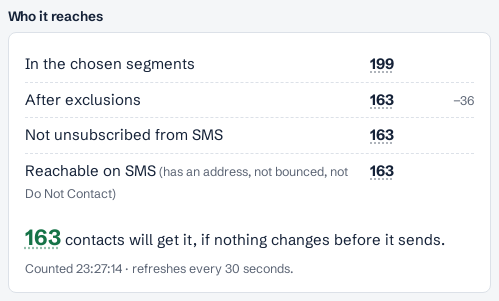 Who it reaches
In the chosen segments 199
After exclusions 163 −36
Not unsubscribed from SMS 163
Reachable on SMS (has an address, not bounced, not 163
Do Not Contact)
163 contacts will get it, if nothing changes before it sends.
Counted 23:27:14 · refreshes every 30 seconds.